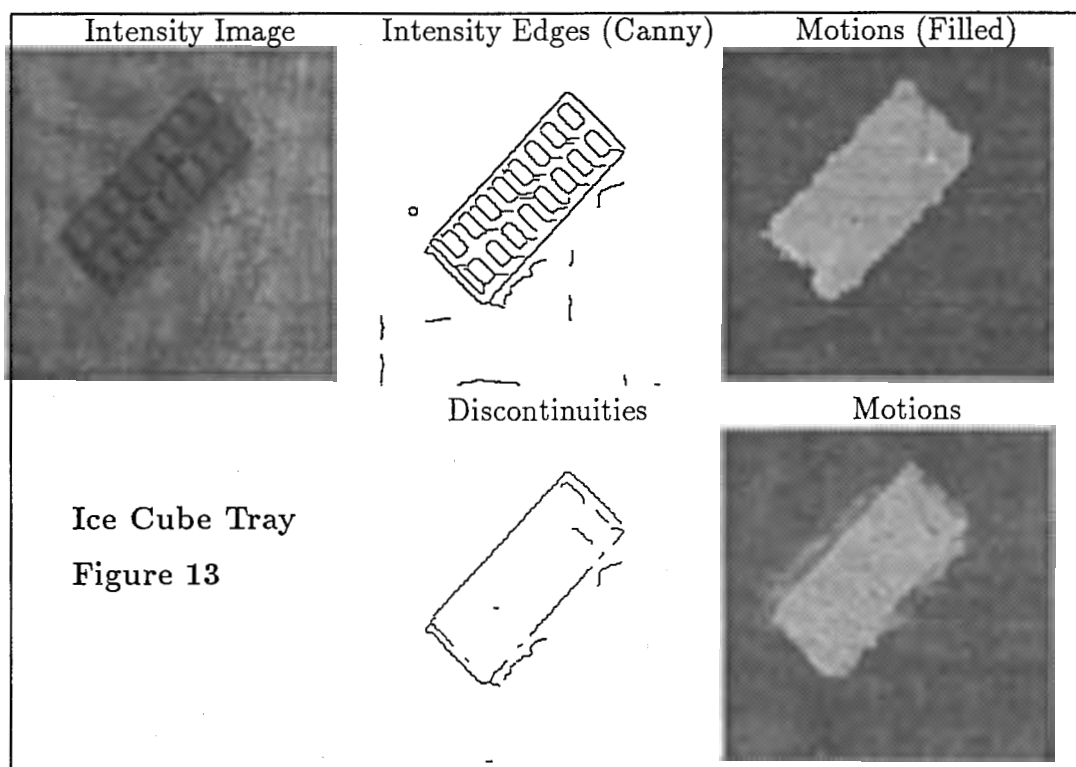 Intensity Image
Intensity Edges (Canny)
Motions (Filled)
Discontinuities
Motions
Ice Cube Tray
Figure 13